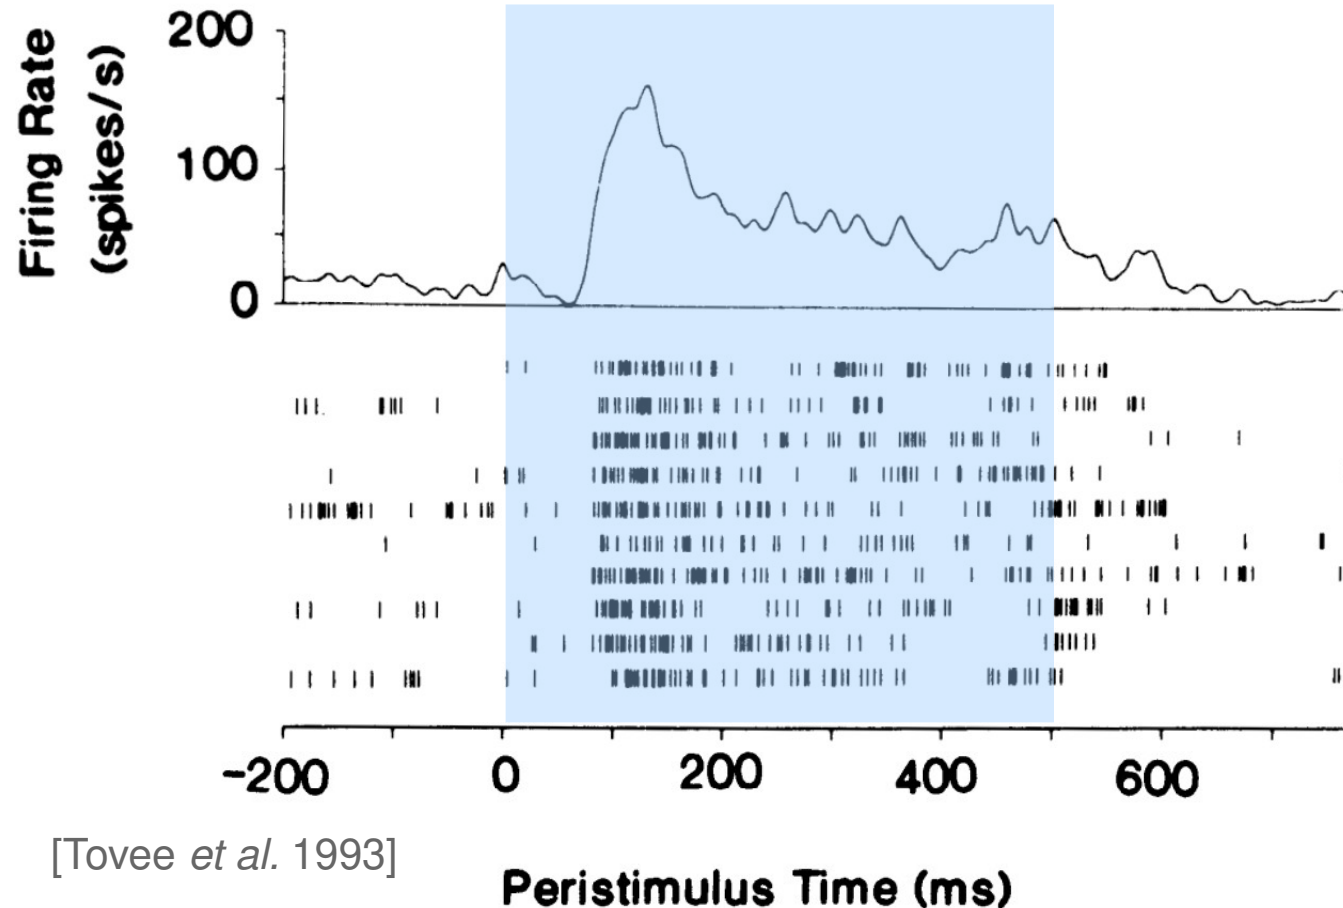 Firing Rate
(spikes/s)
200
100
0
-200 0 200 400 600
[Tovee et al. 1993]
Peristimulus Time (ms)